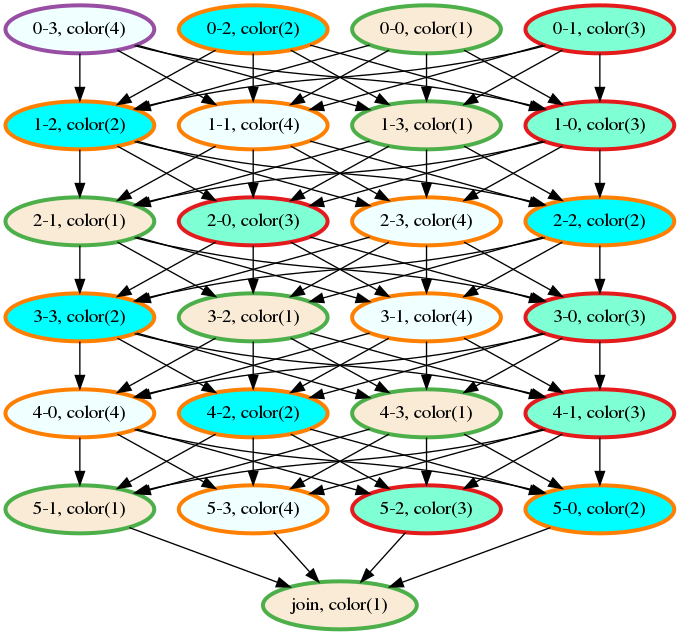 0-3, color(4)
0-2, color(2)
0-0, color(1)
0-1, color(3)
1-2, color(2)
1-1, color(4)
1-3, color(1)
1-0, color(3)
2-1, color(1)
2-0, color(3)
2-3, color(4)
2-2, color(2)
3-3, color(2)
3-2, color(1)
3-1, color(4)
3-0, color(3)
4-0, color(4)
4-2, color(2)
4-3, color(1)
4-1, color(3)
5-1, color(1)
5-3, color(4)
5-2, color(3)
5-0, color(2)
join, color(1)